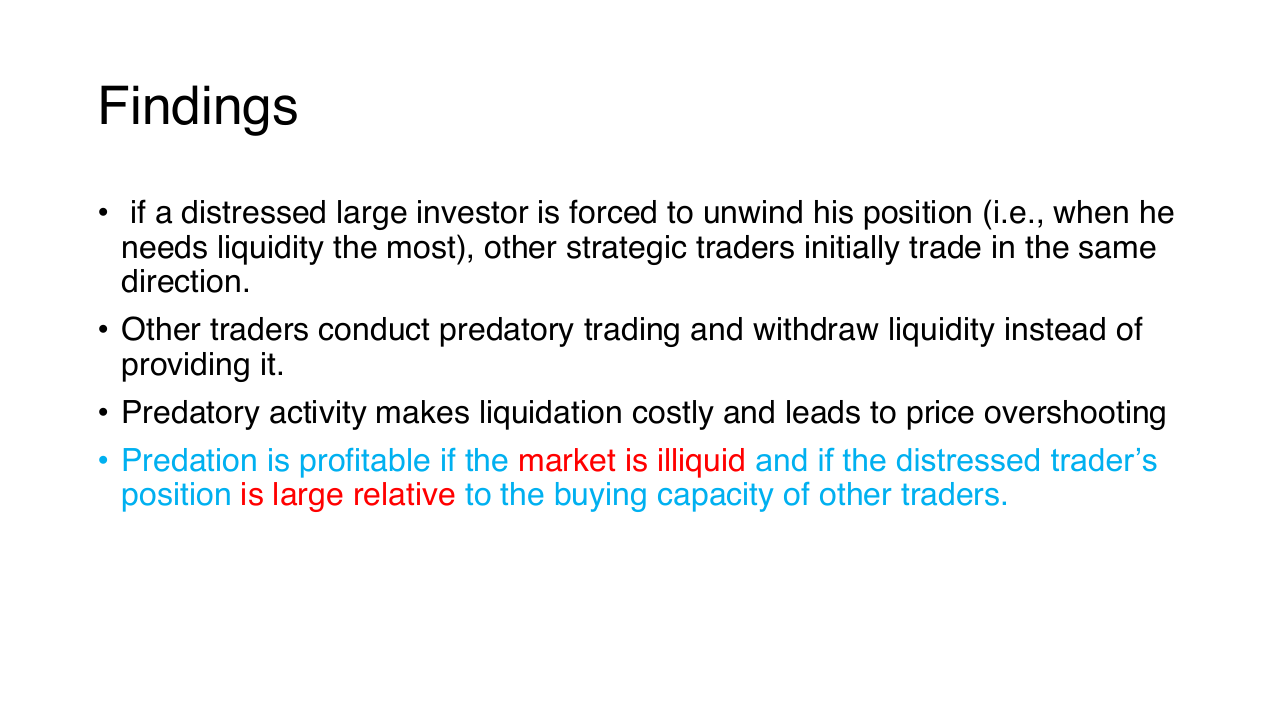 Findings
• if a distressed large investor is forced to unwind his position (i.e., when he
needs liquidity the most), other strategic traders initially trade in the same
direction.
• Other traders conduct predatory trading and withdraw liquidity instead of
providing it.
• Predatory activity makes liquidation costly and leads to price overshooting
• Predation is profitable if the market is illiquid and if the distressed trader’s
position is large relative to the buying capacity of other traders.